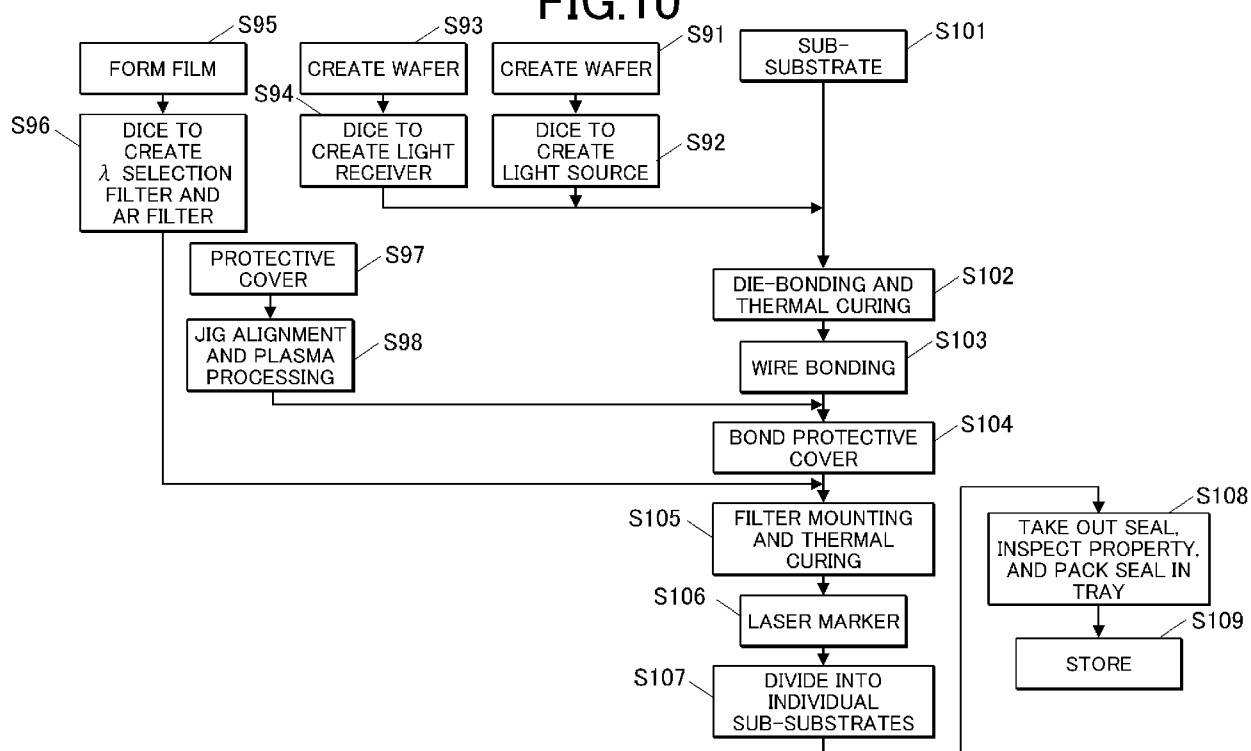 FIG.10
S95
FORM FILM
S93
CREATE WAFER
S91
CREATE WAFER
S101
SUB-
SUBSTRATE
S96
DICE TO
CREATE
λ SELECTION
FILTER AND
AR FILTER
S94
DICE TO
CREATE LIGHT
RECEIVER
S92
DICE TO
CREATE
LIGHT SOURCE
S97
PROTECTIVE
COVER
S98
JIG ALIGNMENT
AND PLASMA
PROCESSING
S102
DIE-BONDING AND
THERMAL CURING
S103
WIRE BONDING
S104
BOND PROTECTIVE
COVER
S105
FILTER MOUNTING
AND THERMAL
CURING
S106
LASER MARKER
S107
DIVIDE INTO
INDIVIDUAL
SUB-SUBSTRATES
S108
TAKE OUT SEAL,
INSPECT PROPERTY,
AND PACK SEAL IN
TRAY
S109
STORE